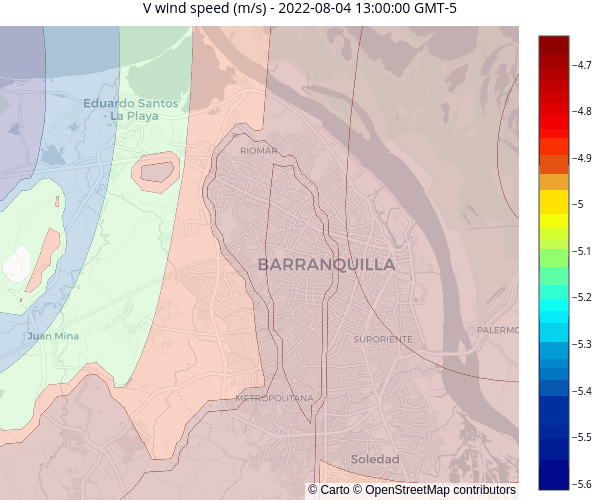 V wind speed (m/s) - 2022-08-04 13:00:00 GMT-5
Eduardo Santos
- La Playa
RIOMAR
BARRANQUILLA
Juan Mina
SURORIENTE
PALERMO
METROPOLITANA
Soledad
© Carto © OpenStreetMap contributors
−4.7
−4.8
−4.9
−5
−5.1
−5.2
−5.3
−5.4
−5.5
−5.6